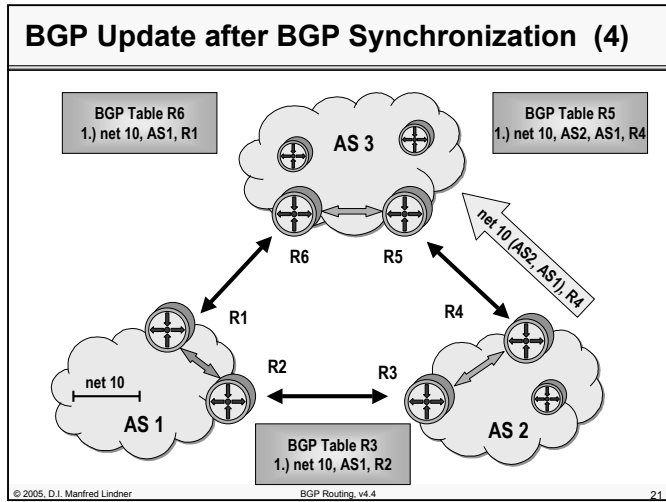 BGP Update after BGP Synchronization (4)
BGP Table R6
1.) net 10, AS1, R1
BGP Table R5
1.) net 10, AS2, AS1, R4
AS 3
R6
R5
net 10 (AS2, AS1), R4
R1
R4
R2
R3
net 10
AS 1
AS 2
BGP Table R3
1.) net 10, AS1, R2
© 2005, D.I. Manfred Lindner
BGP Routing, v4.4
21